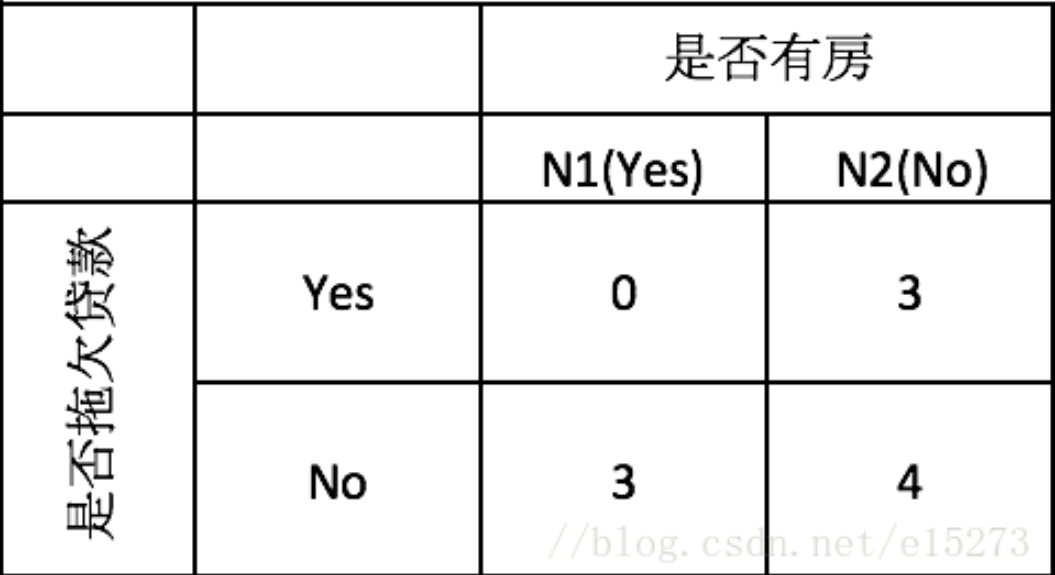 是否有房
N1(Yes) N2(No)
是否拖欠贷款
Yes 0 3
No 3 4
//blog.csdn.net/e15273